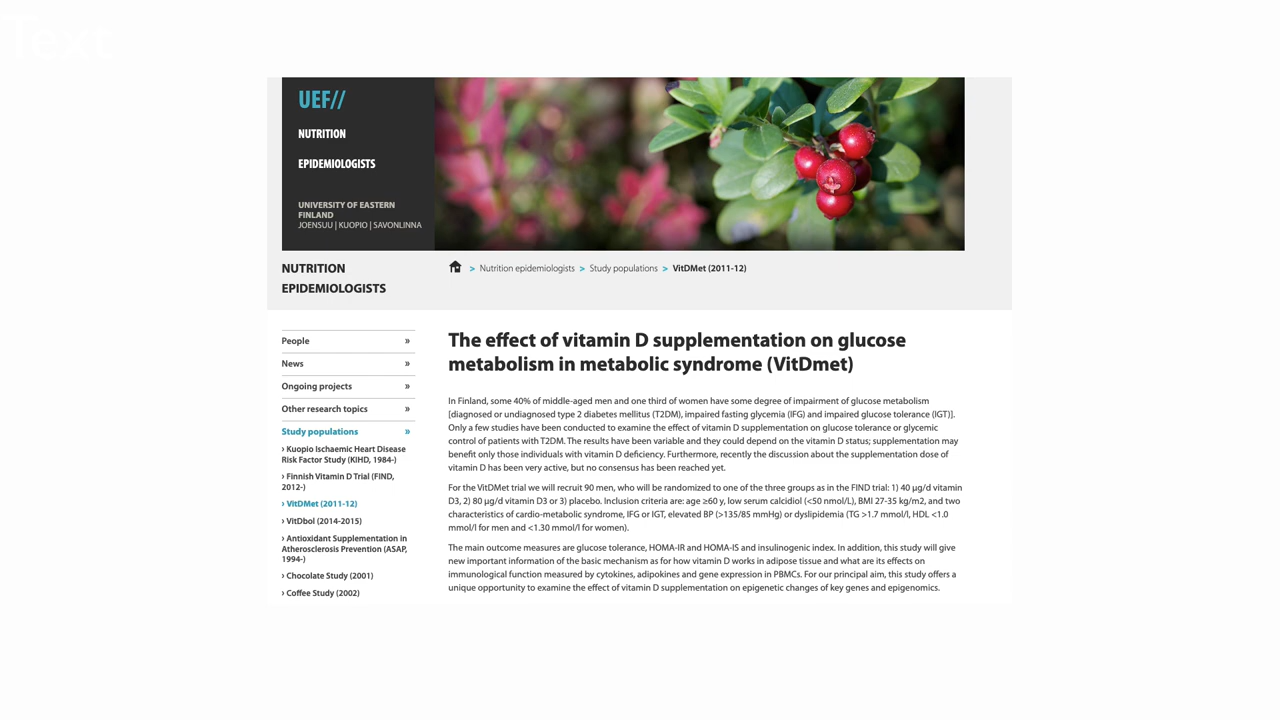 Text
UEF//
NUTRITION
EPIDEMIOLOGISTS
UNIVERSITY OF EASTERN
FINLAND
JOENSUU | KUOPIO | SAVONLINNA
NUTRITION
EPIDEMIOLOGISTS
> Nutrition epidemiologists > Study populations > VitDMet (2011-12)
People »
News »
Ongoing projects »
Other research topics »
Study populations »
› Kuopio Ischaemic Heart Disease
Risk Factor Study (KIHD, 1984-)
› Finnish Vitamin D Trial (FIND,
2012-)
› VitDMet (2011-12)
› VitDbol (2014-2015)
› Antioxidant Supplementation in
Atherosclerosis Prevention (ASAP,
1994-)
› Chocolate Study (2001)
› Coffee Study (2002)
The effect of vitamin D supplementation on glucose
metabolism in metabolic syndrome (VitDmet)
In Finland, some 40% of middle-aged men and one third of women have some degree of impairment of glucose metabolism
[diagnosed or undiagnosed type 2 diabetes mellitus (T2DM), impaired fasting glycemia (IFG) and impaired glucose tolerance (IGT)].
Only a few studies have been conducted to examine the effect of vitamin D supplementation on glucose tolerance or glycemic
control of patients with T2DM. The results have been variable and they could depend on the vitamin D status; supplementation may
benefit only those individuals with vitamin D deficiency. Furthermore, recently the discussion about the supplementation dose of
vitamin D has been very active, but no consensus has been reached yet.
For the VitDMet trial we will recruit 90 men, who will be randomized to one of the three groups as in the FIND trial: 1) 40 µg/d vitamin
D3, 2) 80 µg/d vitamin D3 or 3) placebo. Inclusion criteria are: age ≥60 y, low serum calcidiol (<50 nmol/L), BMI 27-35 kg/m2, and two
characteristics of cardio-metabolic syndrome, IFG or IGT, elevated BP (>135/85 mmHg) or dyslipidemia (TG >1.7 mmol/l, HDL <1.0
mmol/l for men and <1.30 mmol/l for women).
The main outcome measures are glucose tolerance, HOMA-IR and HOMA-IS and insulinogenic index. In addition, this study will give
new important information of the basic mechanism as for how vitamin D works in adipose tissue and what are its effects on
immunological function measured by cytokines, adipokines and gene expression in PBMCs. For our principal aim, this study offers a
unique opportunity to examine the effect of vitamin D supplementation on epigenetic changes of key genes and epigenomics.